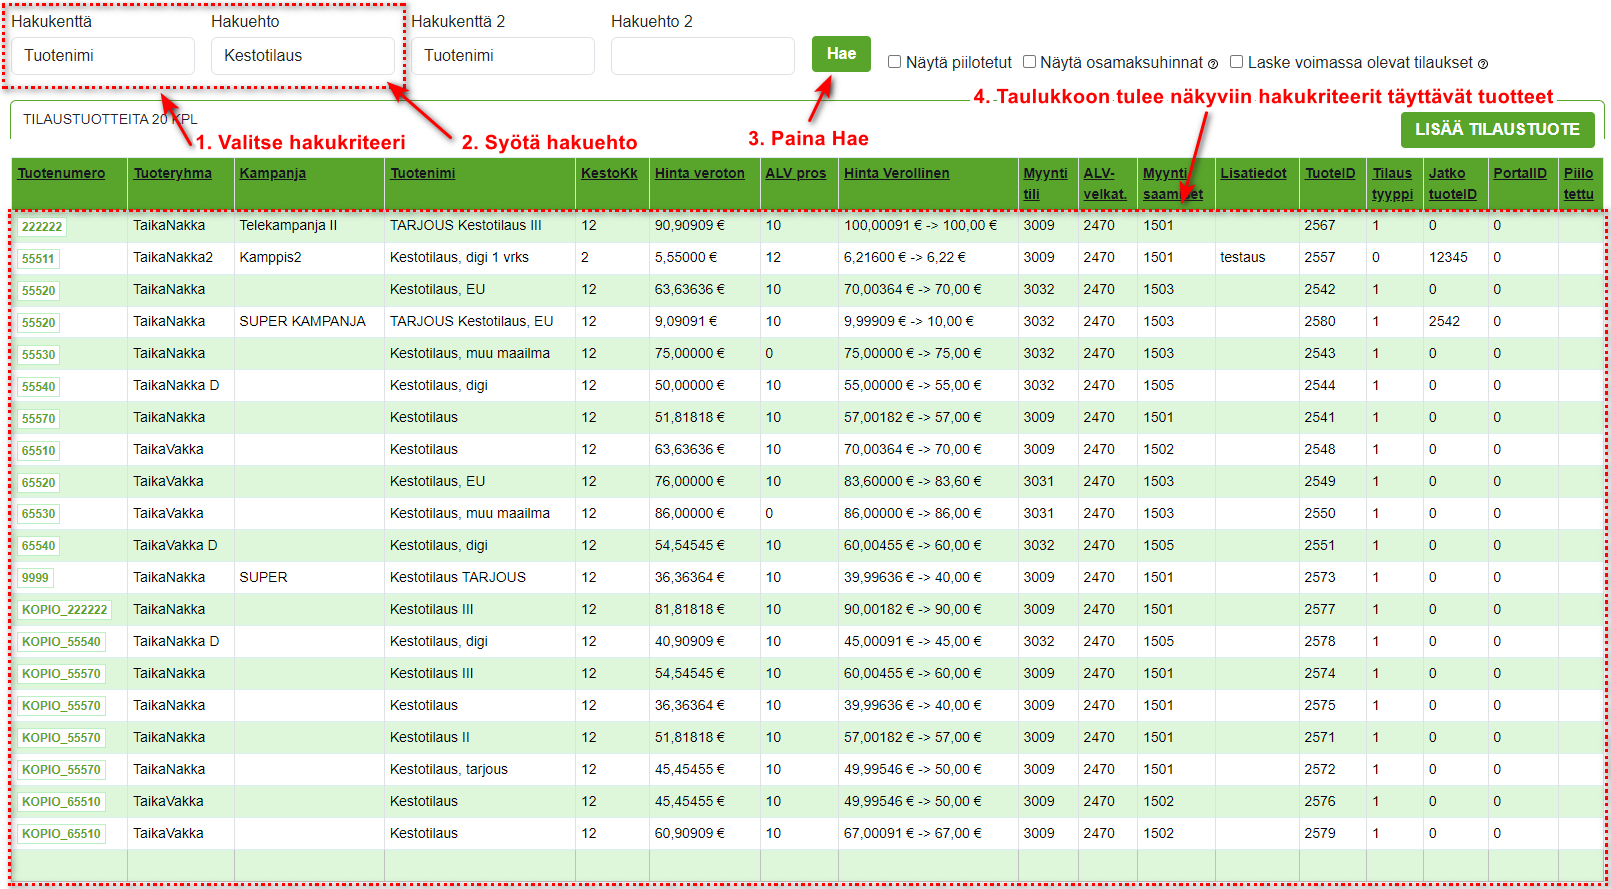 Hakukenttä Hakuehto Hakukenttä 2 Hakuehto 2
Tuotenimi Kestotilaus Tuotenimi Hae Näytä piilotetut Näytä osamaksuhinnat Laske voimassa olevat tilaukset
4. Taulukkoon tulee näkyviin hakukriteerit täyttävät tuotteet
TILAUSTUOTTEITA 20 KPL LISÄÄ TILAUSTUOTE
1. Valitse hakukriteeri 2. Syötä hakuehto 3. Paina Hae
Tuotenumero Tuoteryhma Kampanja Tuotenimi KestoKk Hinta veroton ALV pros Hinta Verollinen Myynti tili ALV-velkat. Myynti saamiset Lisatiedot TuoteID Tilaus tyyppi Jatko tuoteID PortalID Piilo tettu
222222 TaikaNakka Telekampanja II TARJOUS Kestotilaus III 12 90,90909 € 10 100,00091 € -> 100,00 € 3009 2470 1501 2567 1 0 0
55511 TaikaNakka2 Kamppis2 Kestotilaus, digi 1 vrks 2 5,55000 € 12 6,21600 € -> 6,22 € 3009 2470 1501 testaus 2557 0 12345 0
55520 TaikaNakka Kestotilaus, EU 12 63,63636 € 10 70,00364 € -> 70,00 € 3032 2470 1503 2542 1 0 0
55520 TaikaNakka SUPER KAMPANJA TARJOUS Kestotilaus, EU 12 9,09091 € 10 9,99909 € -> 10,00 € 3032 2470 1503 2580 1 2542 0
55530 TaikaNakka Kestotilaus, muu maailma 12 75,00000 € 0 75,00000 € -> 75,00 € 3032 2470 1503 2543 1 0 0
55540 TaikaNakka D Kestotilaus, digi 12 50,00000 € 10 55,00000 € -> 55,00 € 3032 2470 1505 2544 1 0 0
55570 TaikaNakka Kestotilaus 12 51,81818 € 10 57,00182 € -> 57,00 € 3009 2470 1501 2541 1 0 0
65510 TaikaVakka Kestotilaus 12 63,63636 € 10 70,00364 € -> 70,00 € 3009 2470 1502 2548 1 0 0
65520 TaikaVakka Kestotilaus, EU 12 76,00000 € 10 83,60000 € -> 83,60 € 3031 2470 1503 2549 1 0 0
65530 TaikaVakka Kestotilaus, muu maailma 12 86,00000 € 0 86,00000 € -> 86,00 € 3031 2470 1503 2550 1 0 0
65540 TaikaVakka D Kestotilaus, digi 12 54,54545 € 10 60,00455 € -> 60,00 € 3032 2470 1505 2551 1 0 0
9999 TaikaNakka SUPER Kestotilaus TARJOUS 12 36,36364 € 10 39,99636 € -> 40,00 € 3009 2470 1501 2573 1 0 0
KOPIO_222222 TaikaNakka Kestotilaus III 12 81,81818 € 10 90,00182 € -> 90,00 € 3009 2470 1501 2577 1 0 0
KOPIO_55540 TaikaNakka D Kestotilaus, digi 12 40,90909 € 10 45,00091 € -> 45,00 € 3032 2470 1505 2578 1 0 0
KOPIO_55570 TaikaNakka Kestotilaus III 12 54,54545 € 10 60,00455 € -> 60,00 € 3009 2470 1501 2574 1 0 0
KOPIO_55570 TaikaNakka Kestotilaus 12 36,36364 € 10 39,99636 € -> 40,00 € 3009 2470 1501 2575 1 0 0
KOPIO_55570 TaikaNakka Kestotilaus II 12 51,81818 € 10 57,00182 € -> 57,00 € 3009 2470 1501 2571 1 0 0
KOPIO_55570 TaikaNakka Kestotilaus, tarjous 12 45,45455 € 10 49,99546 € -> 50,00 € 3009 2470 1501 2572 1 0 0
KOPIO_65510 TaikaVakka Kestotilaus 12 45,45455 € 10 49,99546 € -> 50,00 € 3009 2470 1502 2576 1 0 0
KOPIO_65510 TaikaVakka Kestotilaus 12 60,90909 € 10 67,00091 € -> 67,00 € 3009 2470 1502 2579 1 0 0